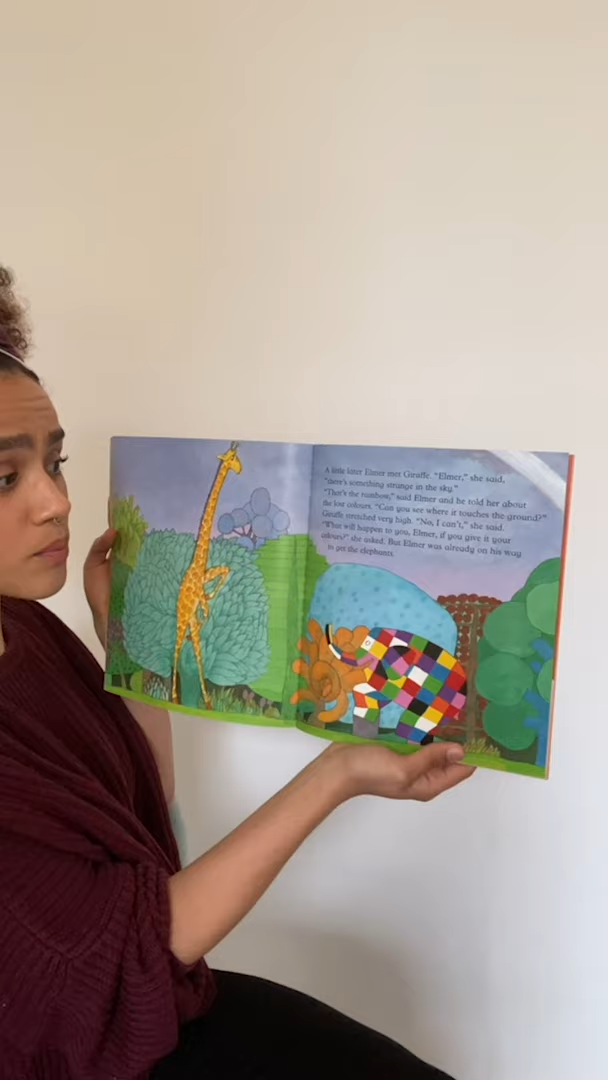 A little later Elmer met Giraffe. "Elmer," she said,
"there's something strange in the sky."
"That's the rainbow," said Elmer and he told her about
the lost colours. "Can you see where it touches the ground?"
Giraffe stretched very high. "No, I can't," she said.
"What will happen to you, Elmer, if you give it your
colours?" she asked. But Elmer was already on his way
to get the elephants.